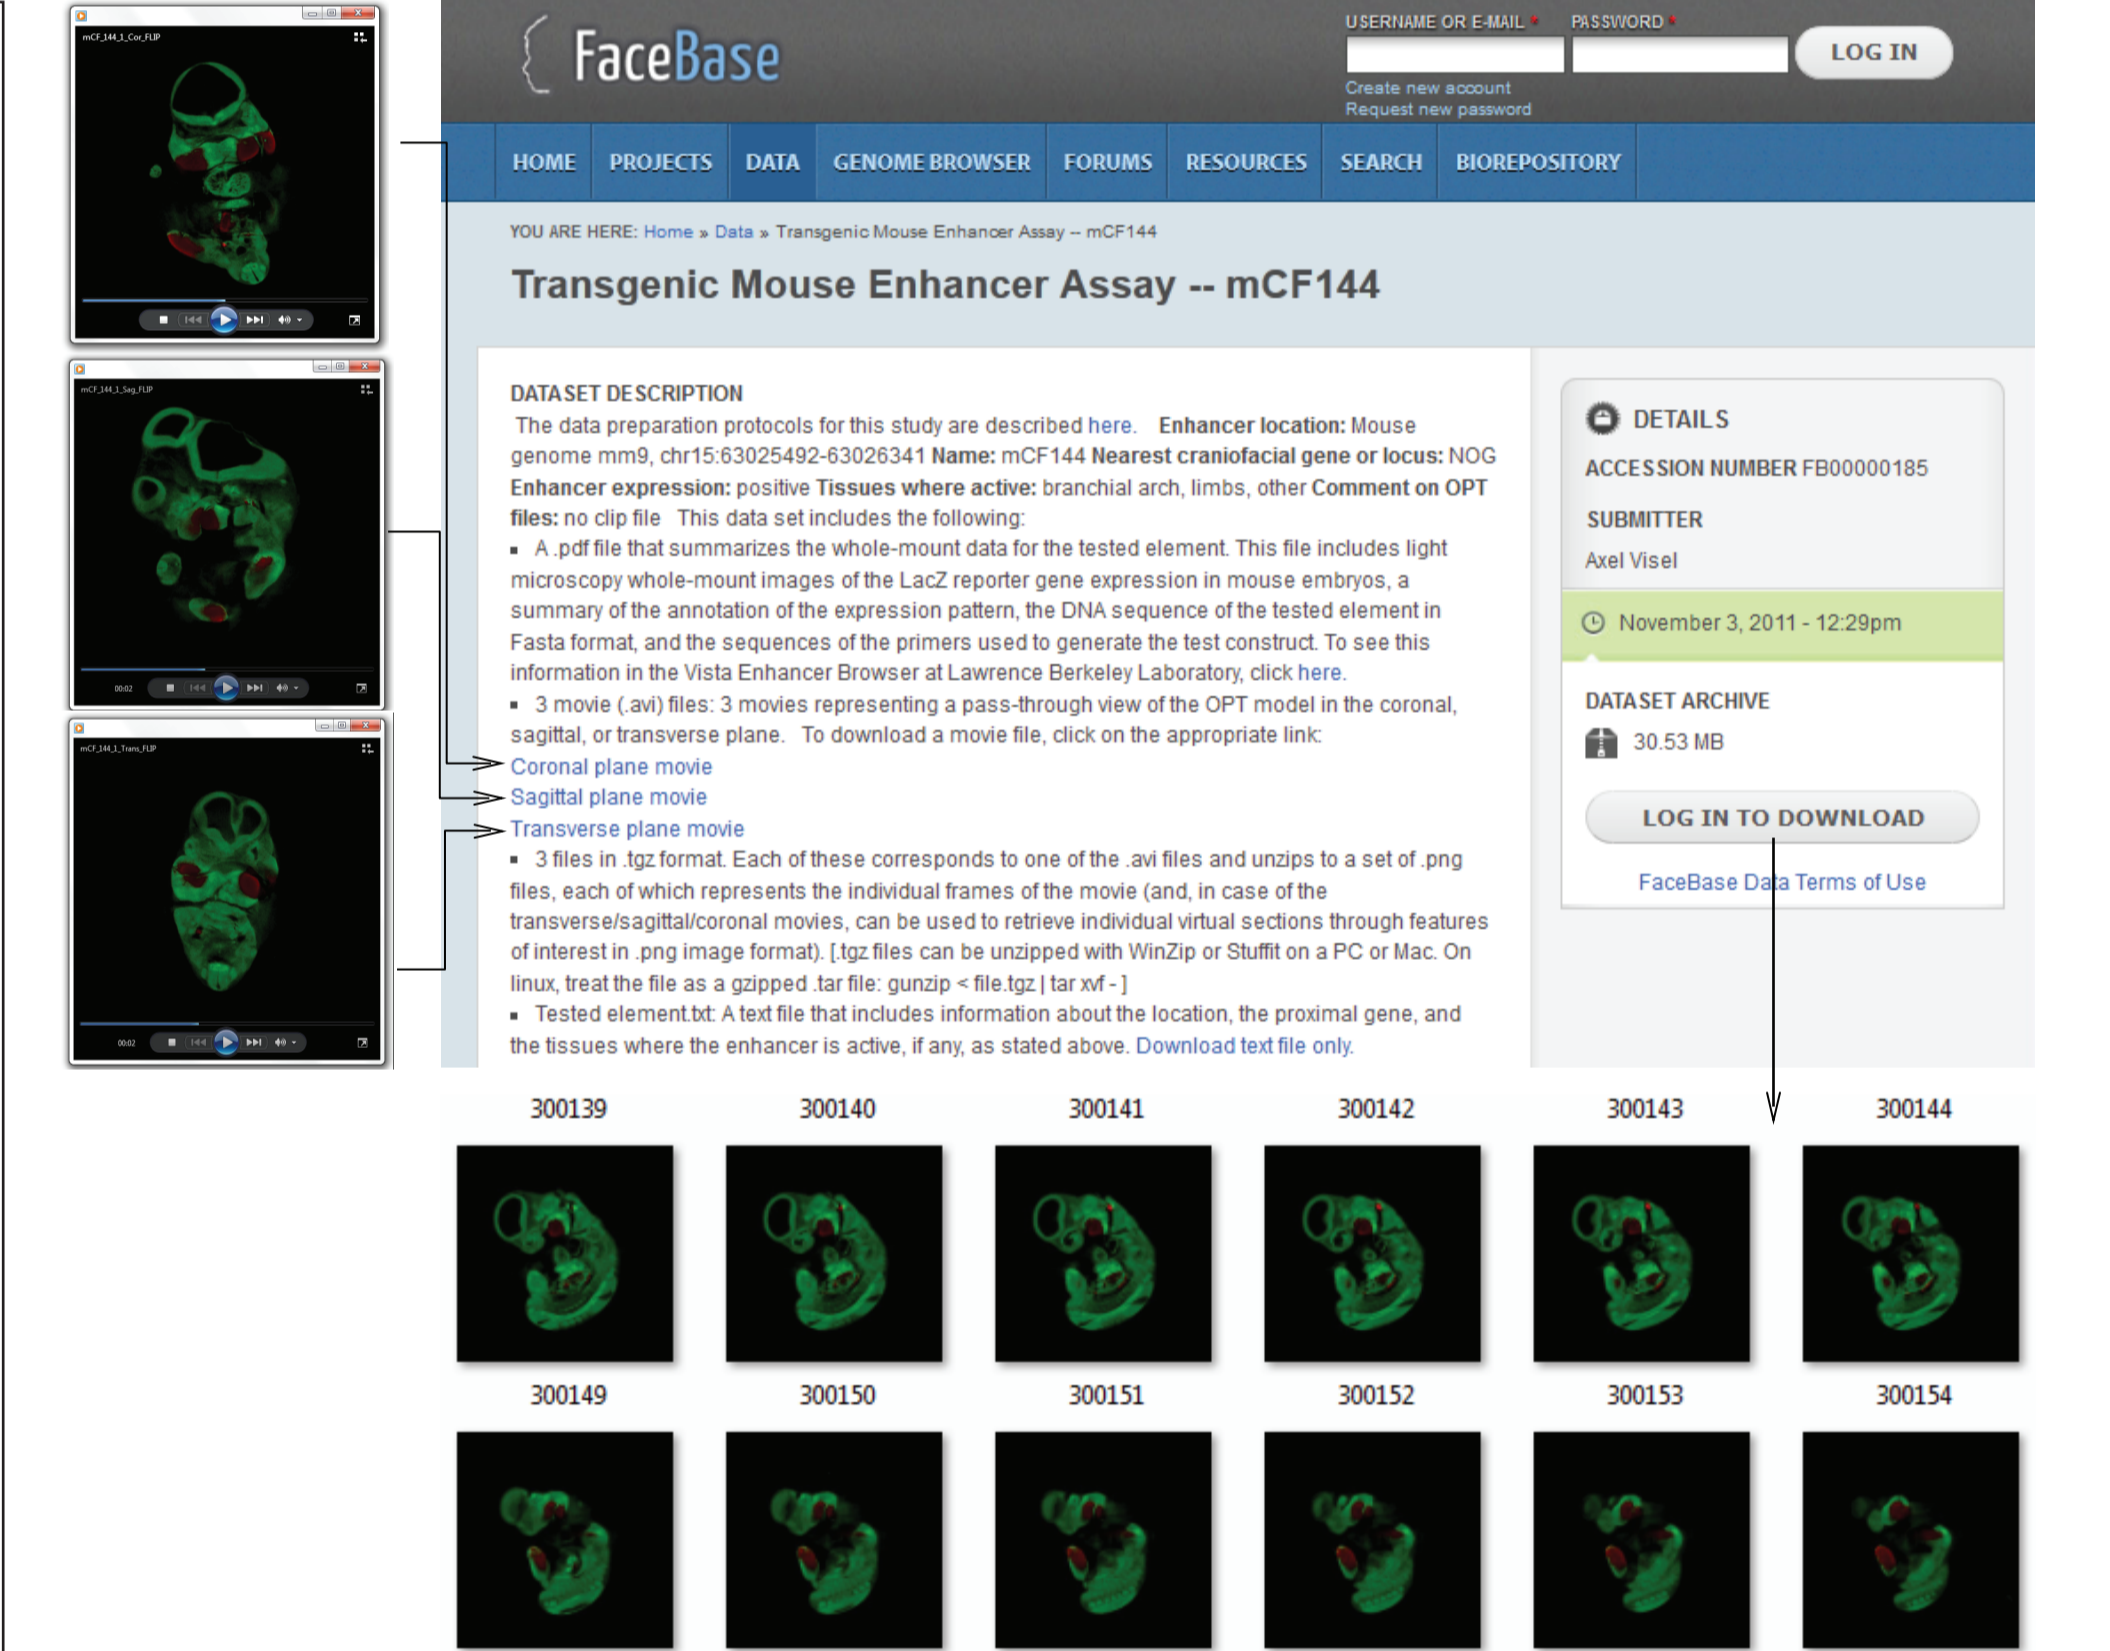 mCF_144_1_Cor_FLIP
mCF_144_1_Sag_FLIP
00:02
mCF_144_1_Trans_FLIP
00:02
FaceBase
USERNAME OR E-MAIL * PASSWORD *
LOG IN
Create new account
Request new password
HOME PROJECTS DATA GENOME BROWSER FORUMS RESOURCES SEARCH BIOREPOSITORY
YOU ARE HERE: Home » Data » Transgenic Mouse Enhancer Assay -- mCF144
Transgenic Mouse Enhancer Assay -- mCF144
DATASET DESCRIPTION
The data preparation protocols for this study are described here. Enhancer location: Mouse
genome mm9, chr15:63025492-63026341 Name: mCF144 Nearest craniofacial gene or locus: NOG
Enhancer expression: positive Tissues where active: branchial arch, limbs, other Comment on OPT
files: no clip file This data set includes the following:
▪ A .pdf file that summarizes the whole-mount data for the tested element. This file includes light
microscopy whole-mount images of the LacZ reporter gene expression in mouse embryos, a
summary of the annotation of the expression pattern, the DNA sequence of the tested element in
Fasta format, and the sequences of the primers used to generate the test construct. To see this
information in the Vista Enhancer Browser at Lawrence Berkeley Laboratory, click here.
▪ 3 movie (.avi) files: 3 movies representing a pass-through view of the OPT model in the coronal,
sagittal, or transverse plane. To download a movie file, click on the appropriate link:
Coronal plane movie
Sagittal plane movie
Transverse plane movie
▪ 3 files in .tgz format. Each of these corresponds to one of the .avi files and unzips to a set of .png
files, each of which represents the individual frames of the movie (and, in case of the
transverse/sagittal/coronal movies, can be used to retrieve individual virtual sections through features
of interest in .png image format). [.tgz files can be unzipped with WinZip or Stuffit on a PC or Mac. On
linux, treat the file as a gzipped .tar file: gunzip < file.tgz | tar xvf - ]
▪ Tested element.txt: A text file that includes information about the location, the proximal gene, and
the tissues where the enhancer is active, if any, as stated above. Download text file only.
DETAILS
ACCESSION NUMBER FB00000185
SUBMITTER
Axel Visel
November 3, 2011 - 12:29pm
DATASET ARCHIVE
30.53 MB
LOG IN TO DOWNLOAD
FaceBase Data Terms of Use
300139 300140 300141 300142 300143 300144
300149 300150 300151 300152 300153 300154